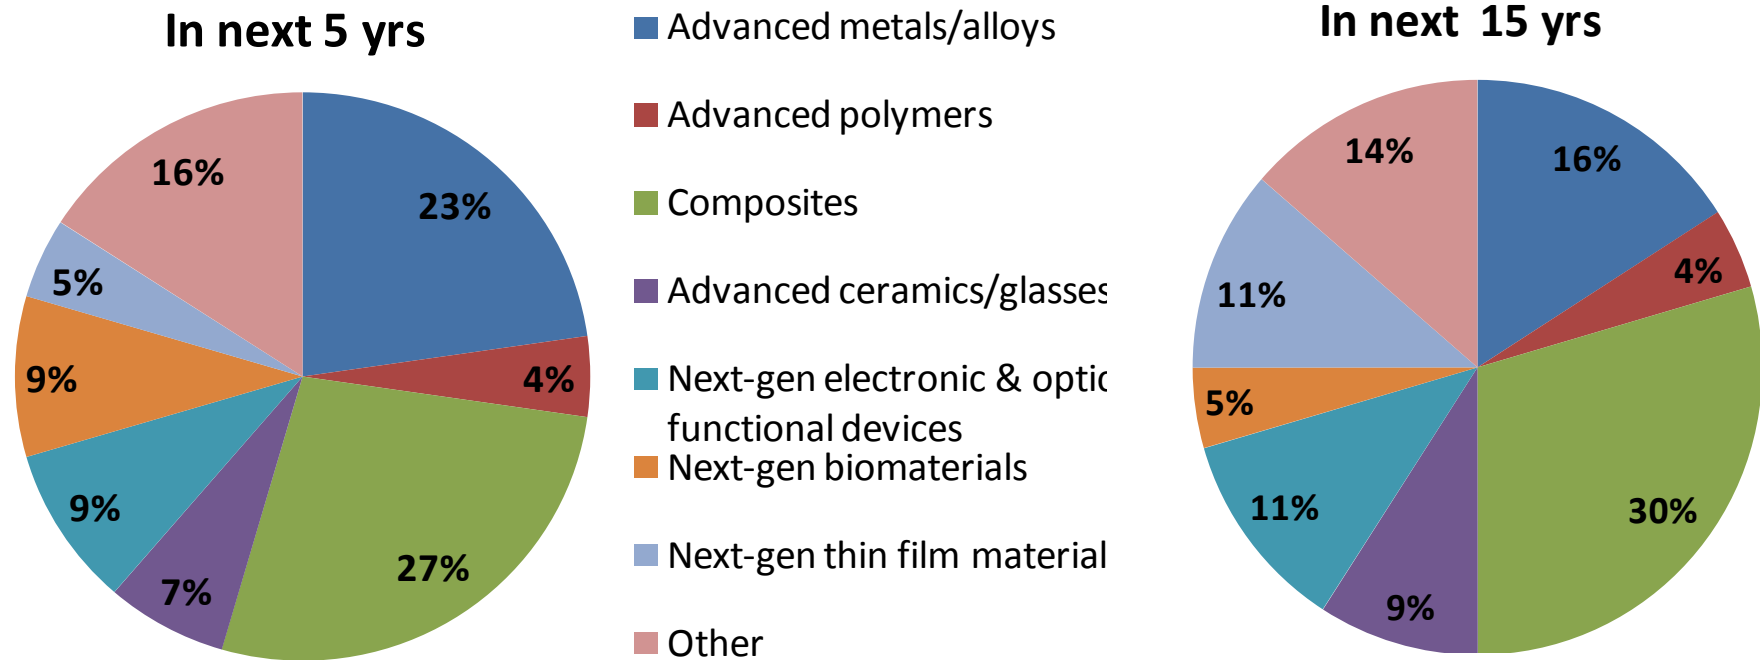 In next 5 yrs
23%
4%
27%
7%
9%
9%
5%
16%
Advanced metals/alloys
Advanced polymers
Composites
Advanced ceramics/glasses
Next-gen electronic & optic
functional devices
Next-gen biomaterials
Next-gen thin film material
Other
In next 15 yrs
16%
4%
30%
9%
11%
5%
11%
14%